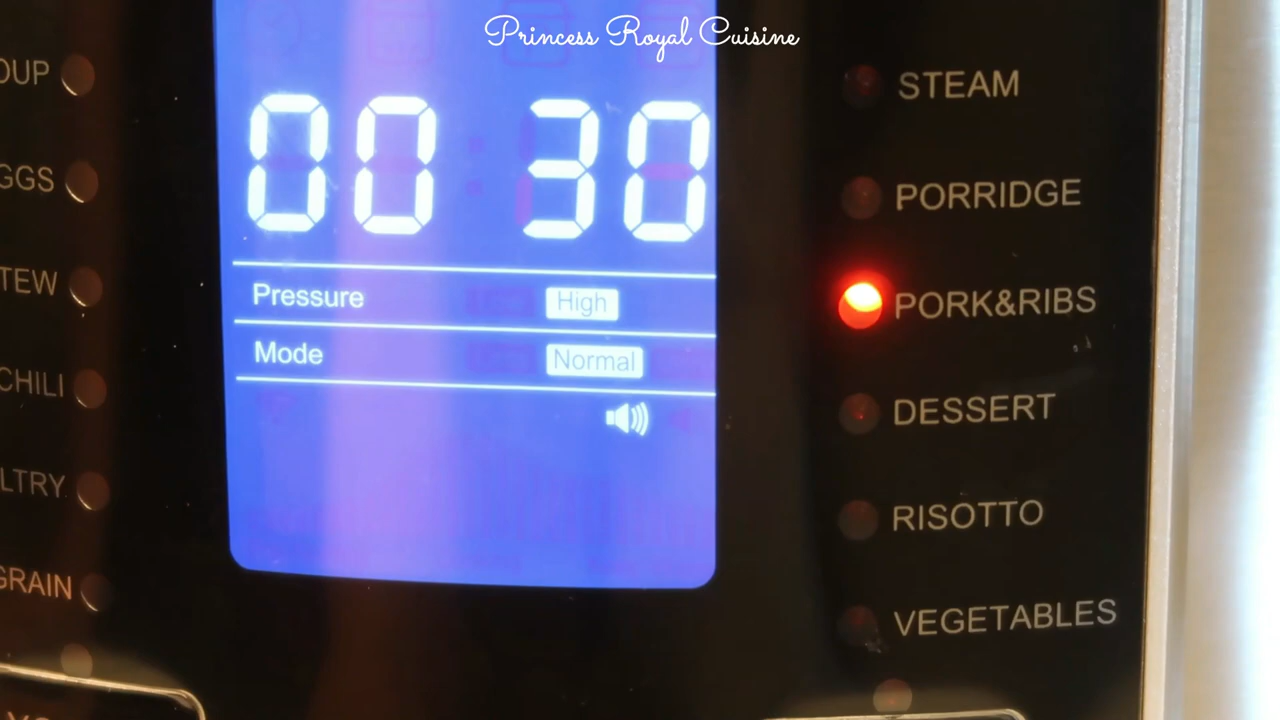 Princess Royal Cuisine
00 30
Pressure High
Mode Normal
OUP
GGS
TEW
CHILI
LTRY
GRAIN
STEAM
PORRIDGE
PORK&RIBS
DESSERT
RISOTTO
VEGETABLES